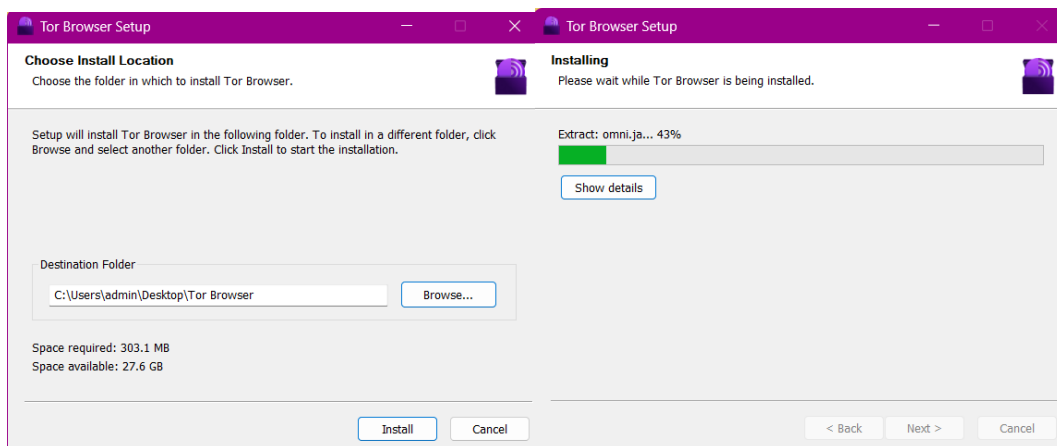 Tor Browser Setup
Choose Install Location
Choose the folder in which to install Tor Browser.
Setup will install Tor Browser in the following folder. To install in a different folder, click
Browse and select another folder. Click Install to start the installation.
Destination Folder
C:\Users\admin\Desktop\Tor Browser
Browse...
Space required: 303.1 MB
Space available: 27.6 GB
Install
Cancel
Tor Browser Setup
Installing
Please wait while Tor Browser is being installed.
Extract: omni.ja... 43%
Show details
< Back
Next >
Cancel